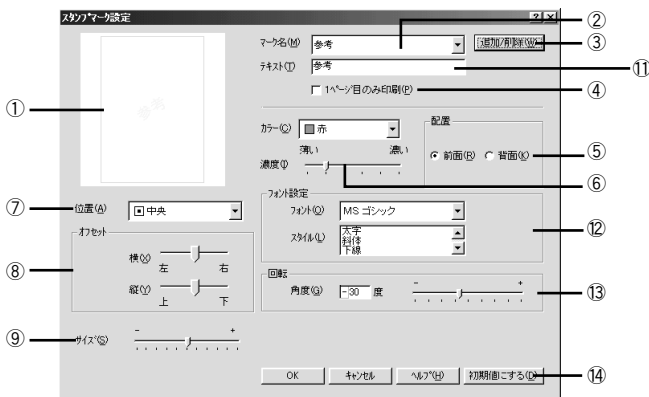 スタンプマーク設定
②
マーク名(M) 参考 追加/削除(W) ③
テキスト(T) 参考 ⑪
1ページ目のみ印刷(P) ④
① 参考
カラー(C) 赤
薄い 濃い
濃度(I)
⑥
配置
前面(R) 背面(K) ⑤
⑦ 位置(A) 中央
フォント設定
フォント(O) MS ゴシック
スタイル(L) 太字
斜体
下線
⑫
オフセット
⑧
横(X)
左 右
縦(Y)
上 下
回転
角度(G) -30 度 - + ⑬
⑨ サイズ(S) - +
OK キャンセル ヘルプ(H) 初期値にする(D) ⑭